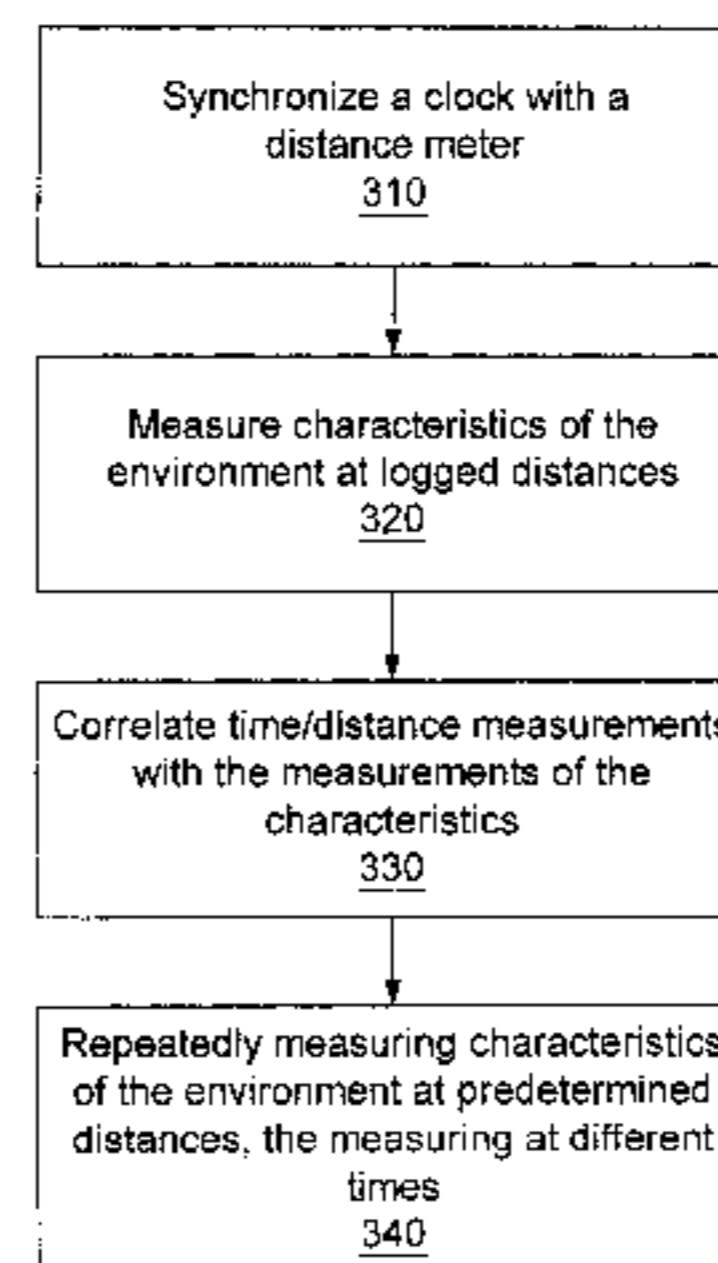 Synchronize a clock with a
distance meter
310
Measure characteristics of the
environment at logged distances
320
Correlate time/distance measurements
with the measurements of the
characteristics
330
Repeatedly measuring characteristics
of the environment at predetermined
distances, the measuring at different
times
340